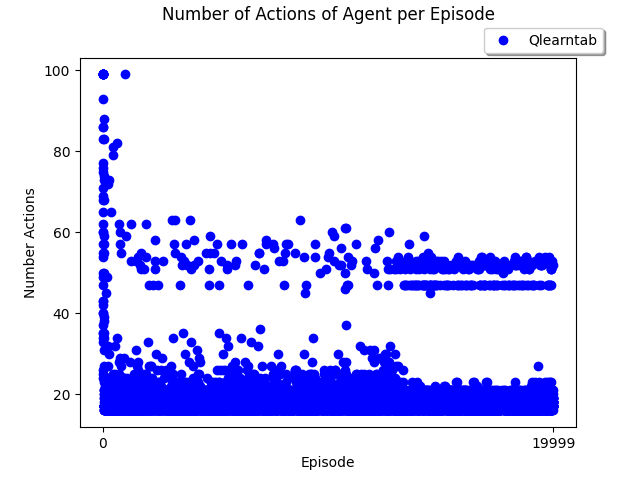 Number of Actions of Agent per Episode
Qlearntab
100
80
60
40
20
Number Actions
0
19999
Episode